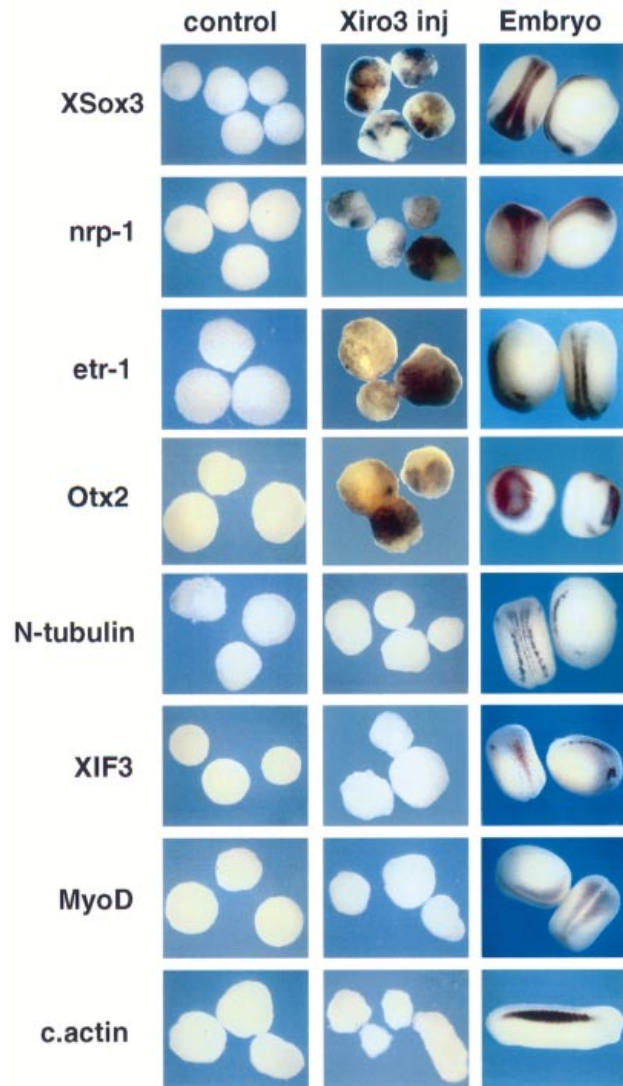 control Xiro3 inj Embryo
XSox3
nrp-1
etr-1
Otx2
N-tubulin
XIF3
MyoD
c.actin